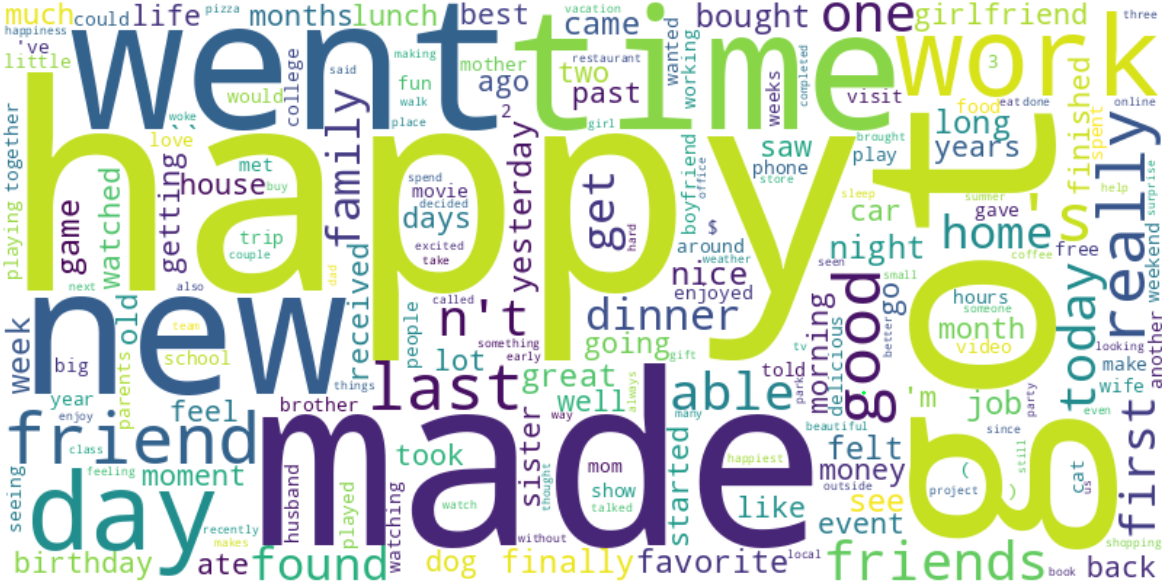 much could life months lunch best vacation came bought one girlfriend three
happiness pizza
've little went time work
making said restaurant wanted working
college fun mother ago two past weeks completed visit 3
would walk place girl 2 food eat done online
woke love `` happy got 's finished spent
playing together met family yesterday boyfriend office saw brought play phone store long years help surprise
house buy spend movie decided days get hard $ sleep summer gave free really
game watched getting trip couple excited take around weather car night home coffee weekend
next also dad received nice enjoyed seen small good go today another
new old people called n't dinner going something early gift tv morning delicious better hours someone month video looking
week big team school things last lot great well always able told park 'm job party make wife even
year enjoy parents feel brother way many beautiful since first
friend class made sister felt still
feeling moment took mom happiest money ( ) cat us
seeing day husband played watching watch thought show talked started like outside see project
recently makes without event shopping
birthday ate found dog finally favorite local friends book back